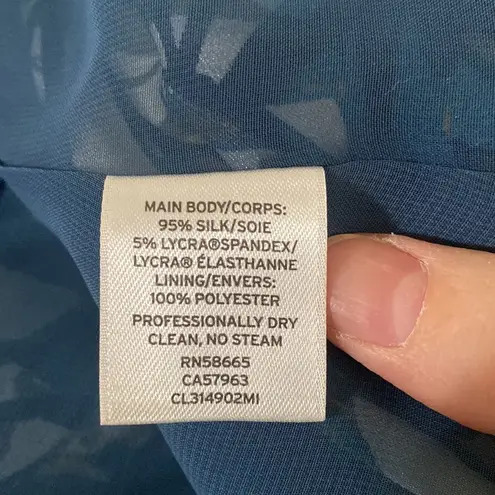 MAIN BODY/CORPS:
95% SILK/SOIE
5% LYCRA®SPANDEX/
LYCRA® ÉLASTHANNE
LINING/ENVERS:
100% POLYESTER
PROFESSIONALLY DRY
CLEAN, NO STEAM
RN58665
CA57963
CL314902MI